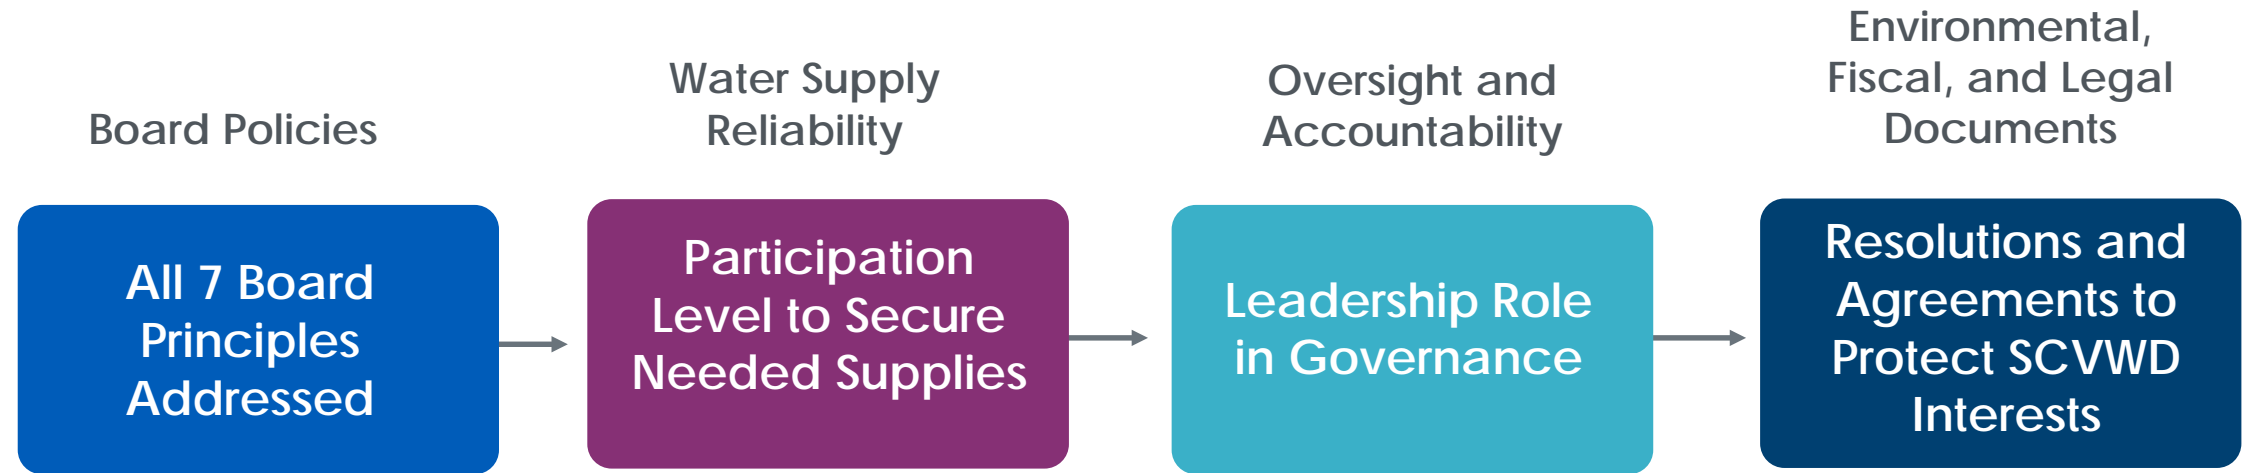 Board Policies
All 7 Board
Principles
Addressed
Water Supply
Reliability
Participation
Level to Secure
Needed Supplies
Oversight and
Accountability
Leadership Role
in Governance
Environmental,
Fiscal, and Legal
Documents
Resolutions and
Agreements to
Protect SCVWD
Interests